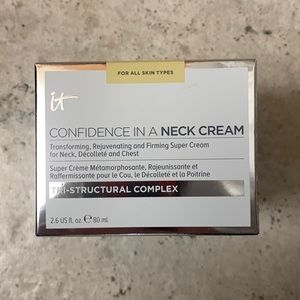 FOR ALL SKIN TYPES
it
CONFIDENCE IN A NECK CREAM
Transforming, Rejuvenating and Firming Super Cream
for Neck, Décolleté and Chest
Super Crème Métamorphosante, Rajeunissante et
Raffermissante pour le Cou, le Décolleté et la Poitrine
TRI-STRUCTURAL COMPLEX
2.6 US fl. oz. ℮ 80 ml